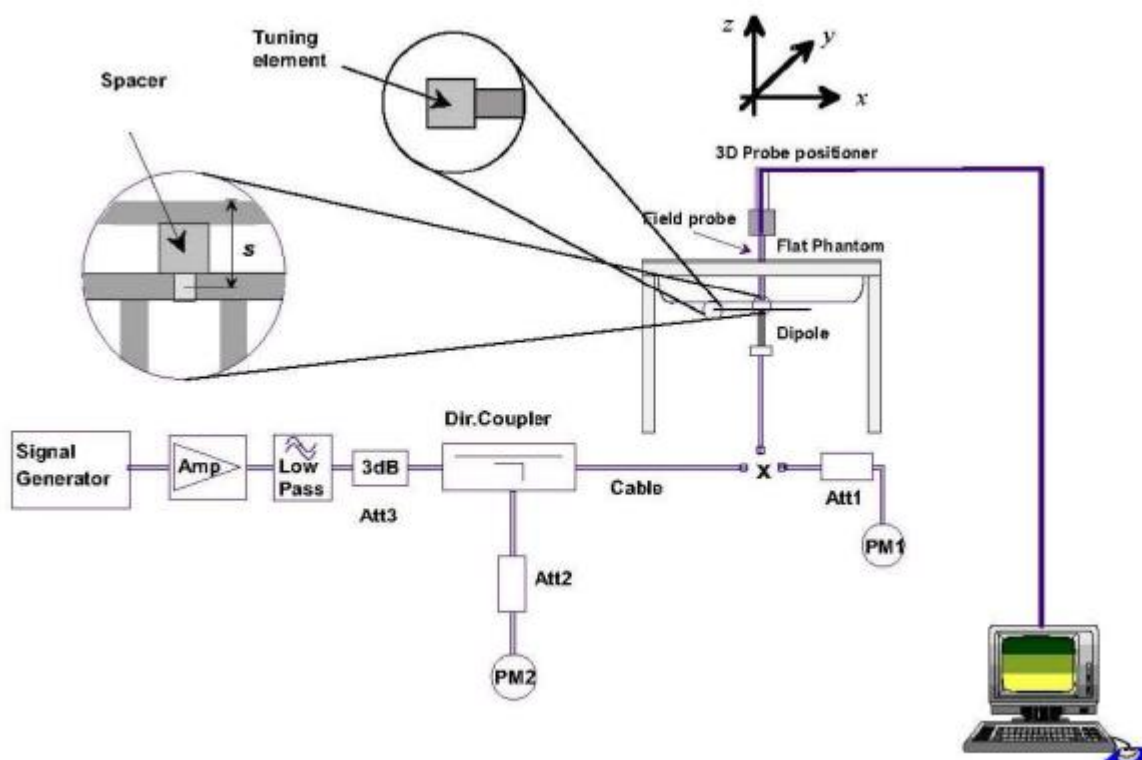 Tuning
element
Spacer
z
y
x
3D Probe positioner
Field probe
Flat Phantom
s
Dipole
Dir.Coupler
Signal
Generator
Amp
Low
Pass
3dB
Att3
Cable
x
Att1
PM1
Att2
PM2